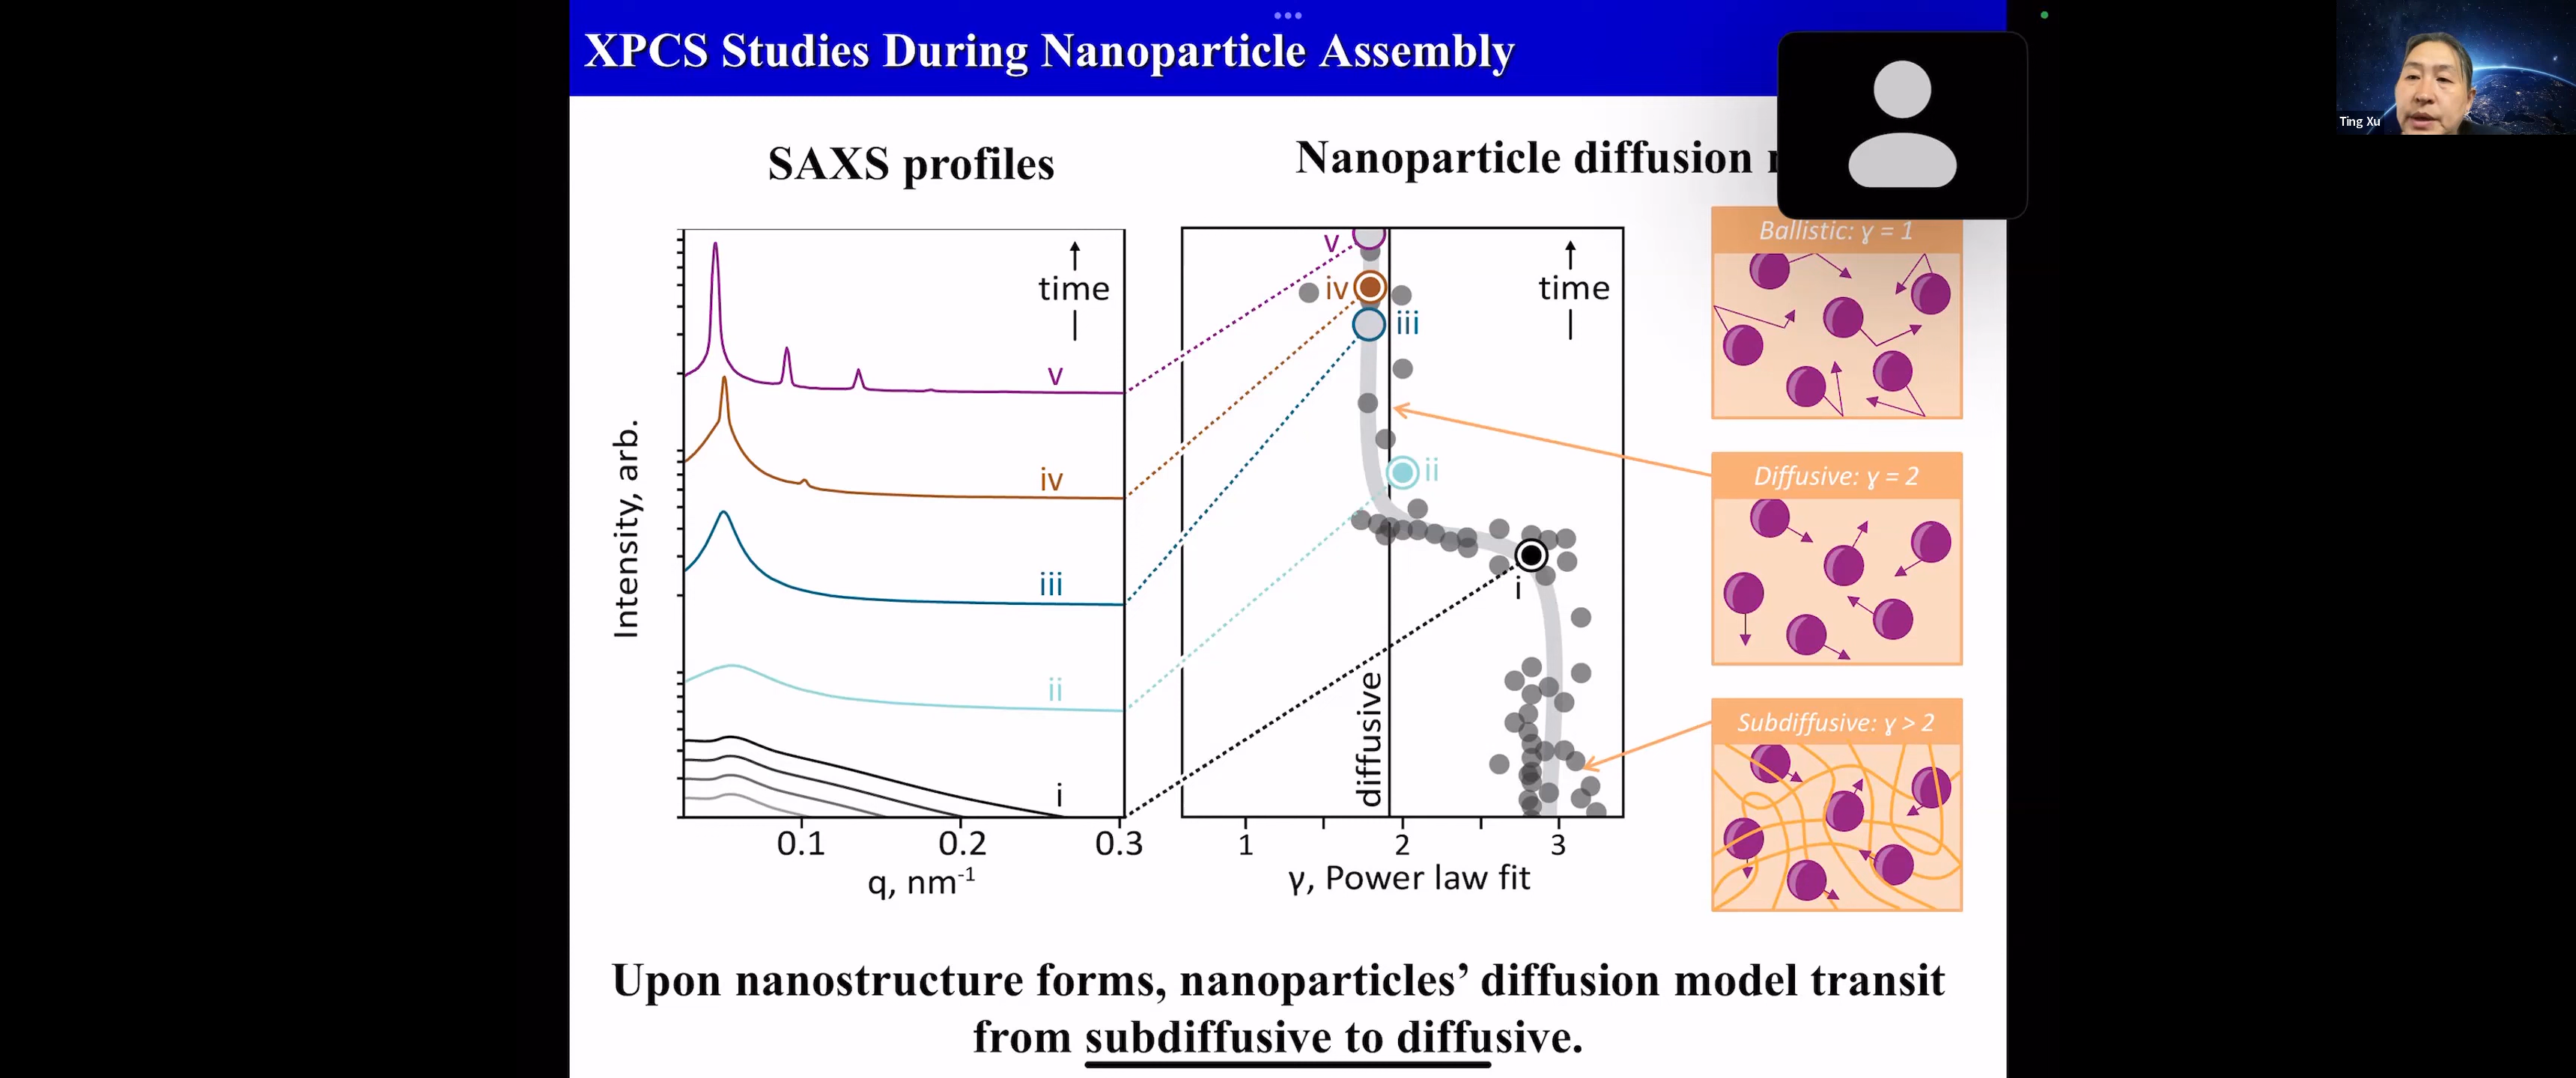 XPCS Studies During Nanoparticle Assembly
Ting Xu
SAXS profiles
Nanoparticle diffusion
Intensity, arb.
time
v
iv
iii
ii
i
0.1 0.2 0.3
q, nm⁻¹
v
iv
iii
ii
i
time
diffusive
1 2 3
γ, Power law fit
Ballistic: γ = 1
Diffusive: γ = 2
Subdiffusive: γ > 2
Upon nanostructure forms, nanoparticles’ diffusion model transit
from subdiffusive to diffusive.